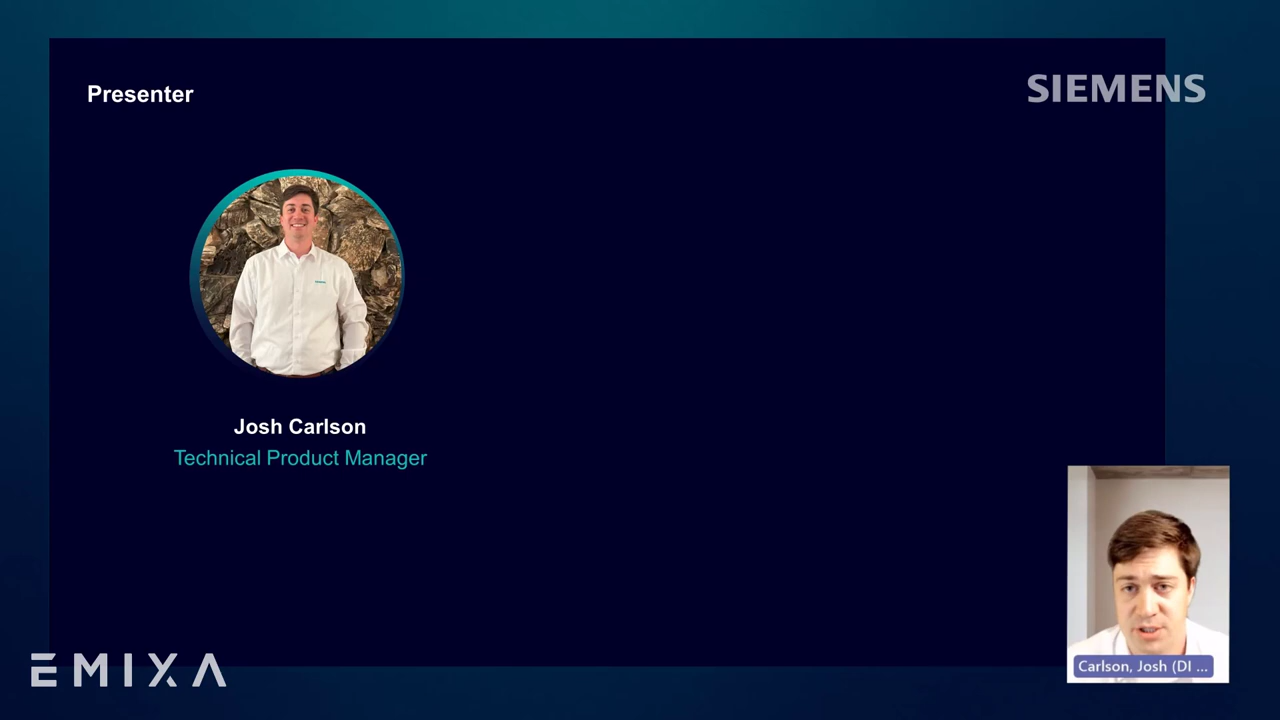 Presenter
SIEMENS
Josh Carlson
Technical Product Manager
Carlson, Josh (DI ...
EMIXA